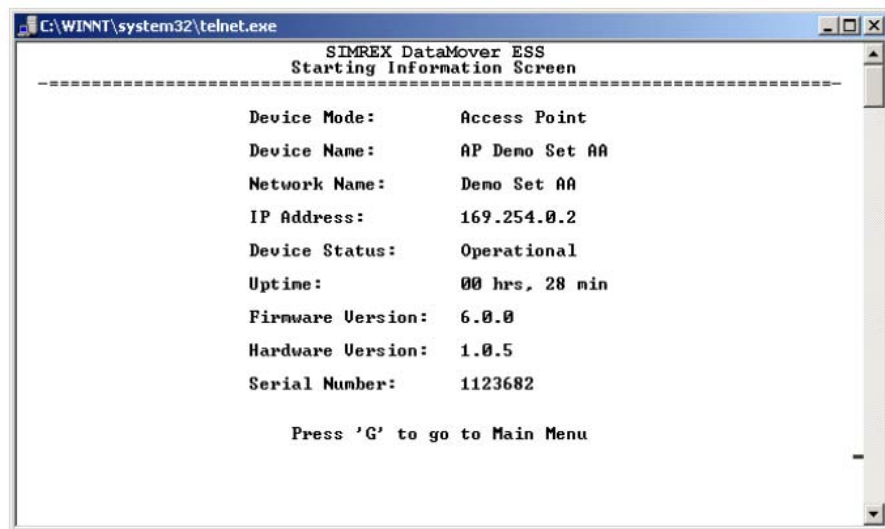 C:\WINNT\system32\telnet.exe
SIMREX DataMover ESS
Starting Information Screen
Device Mode: Access Point
Device Name: AP Demo Set AA
Network Name: Demo Set AA
IP Address: 169.254.0.2
Device Status: Operational
Uptime: 00 hrs, 28 min
Firmware Version: 6.0.0
Hardware Version: 1.0.5
Serial Number: 1123682
Press 'G' to go to Main Menu